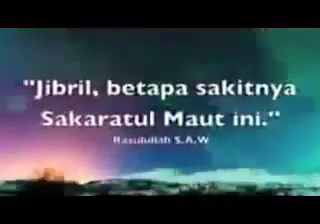 "Jibril, betapa sakitnya
Sakaratul Maut ini."
Rasulullah S.A.W